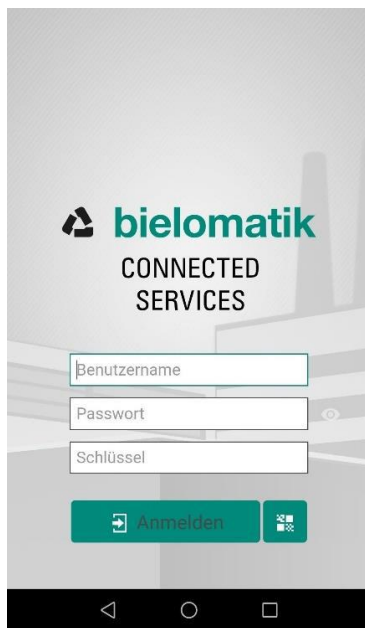 bielomatik
CONNECTED
SERVICES
Benutzername
Passwort
Schlüssel
Anmelden